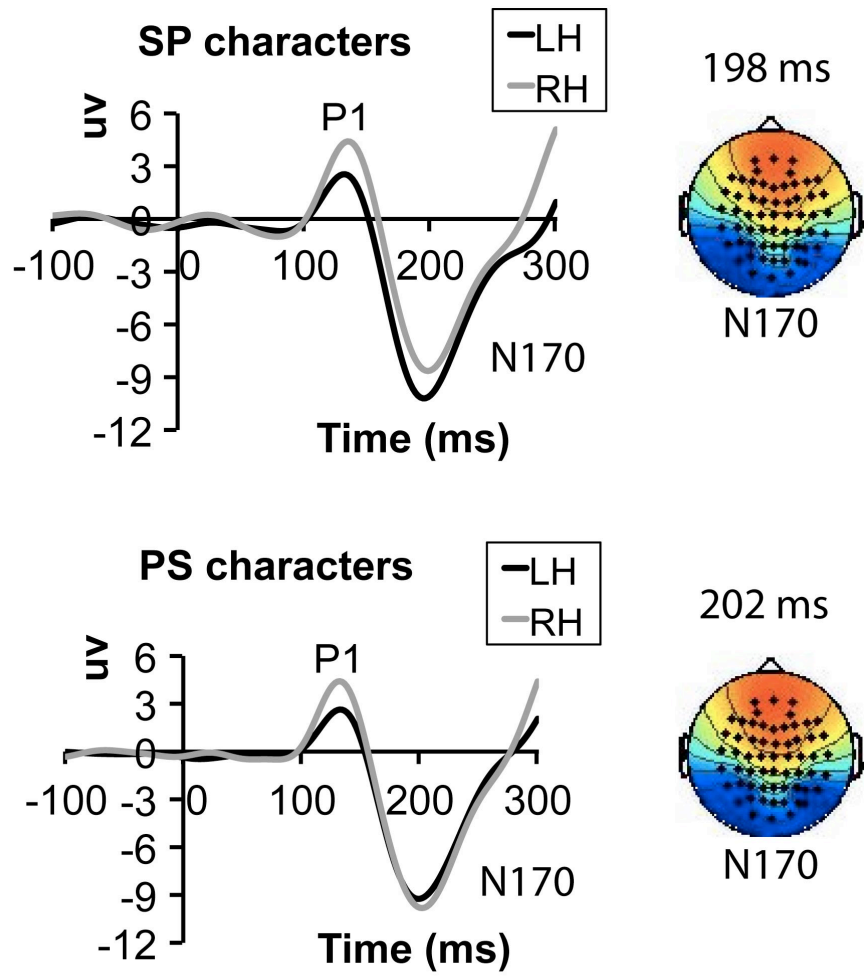 SP characters
LH
RH
198 ms
uv
6
P1
3
0
-100
0
100
200
300
-3
-6
N170
-9
-12
Time (ms)
N170
PS characters
LH
RH
202 ms
uv
6
P1
3
0
-100
-3
0
100
200
300
-6
N170
-9
-12
Time (ms)
N170